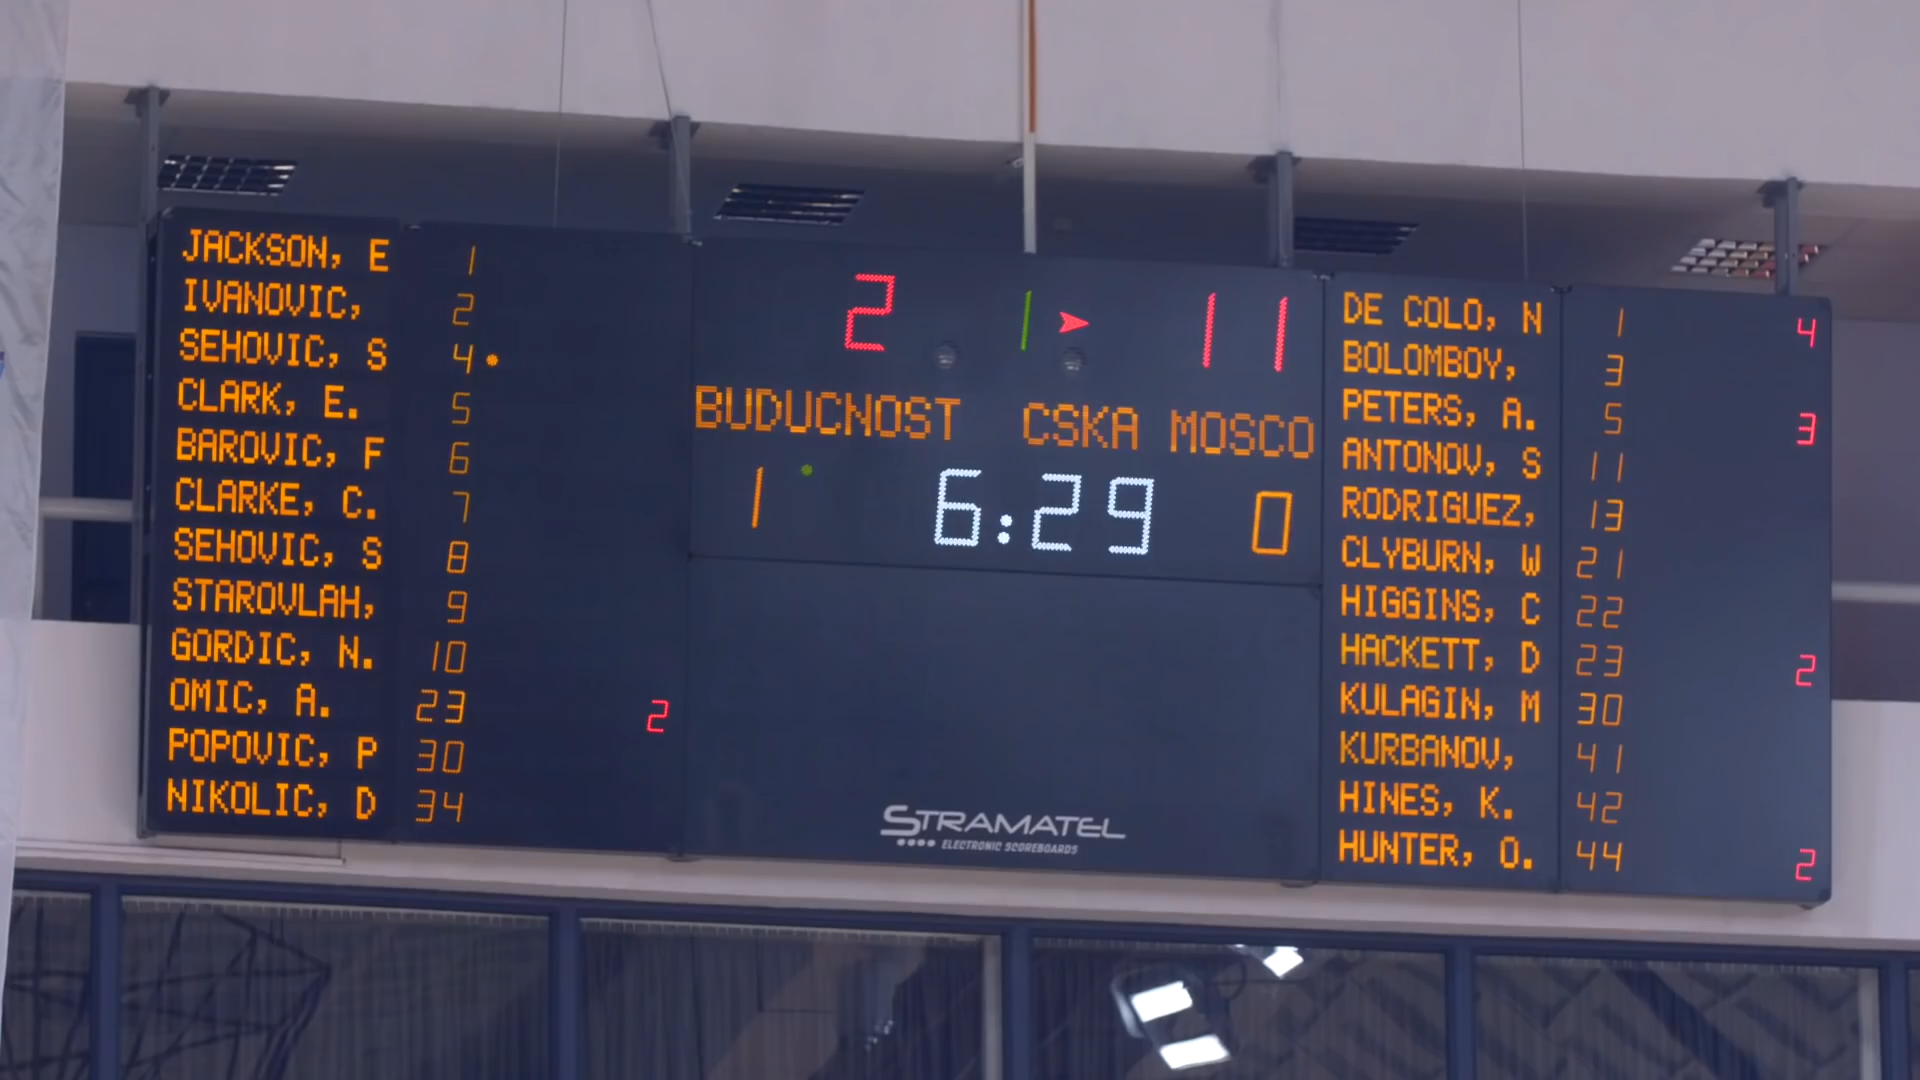 JACKSON, E 1
IVANOVIC, 2
SEHOVIC, S 4
CLARK, E. 5
BAROVIC, F 6
CLARKE, C. 7
SEHOVIC, S 8
STAROVLAH, 9
GORDIC, N. 10
OMIC, A. 23 2
POPOVIC, P 30
NIKOLIC, D 34
2 1 11
BUDUCNOST CSKA MOSCO
1 6:29 0
STRAMATEL
ELECTRONIC SCOREBOARDS
DE COLO, N 1 4
BOLOMBOY, 3
PETERS, A. 5 3
ANTONOV, S 11
RODRIGUEZ, 13
CLYBURN, W 21
HIGGINS, C 22
HACKETT, D 23 2
KULAGIN, M 30
KURBANOV, 41
HINES, K. 42
HUNTER, O. 44 2